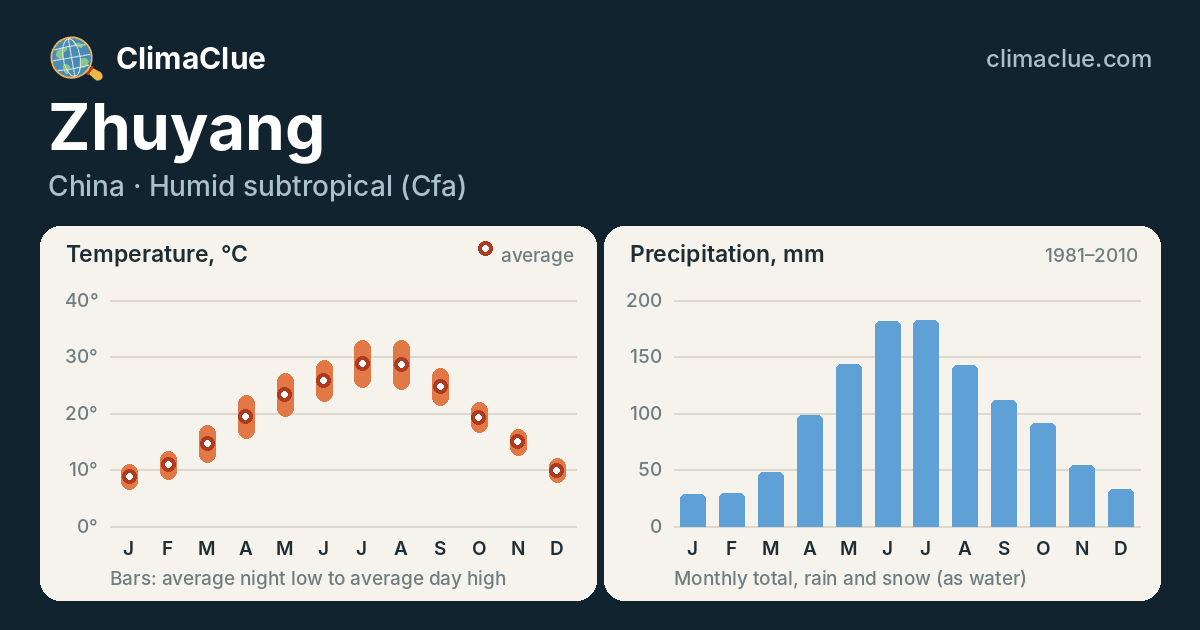 ClimaClue
climaclue.com
Zhuyang
China · Humid subtropical (Cfa)
Temperature, °C
average
40°
30°
20°
10°
0°
J F M A M J J A S O N D
Bars: average night low to average day high
Precipitation, mm
1981–2010
200
150
100
50
0
J F M A M J J A S O N D
Monthly total, rain and snow (as water)